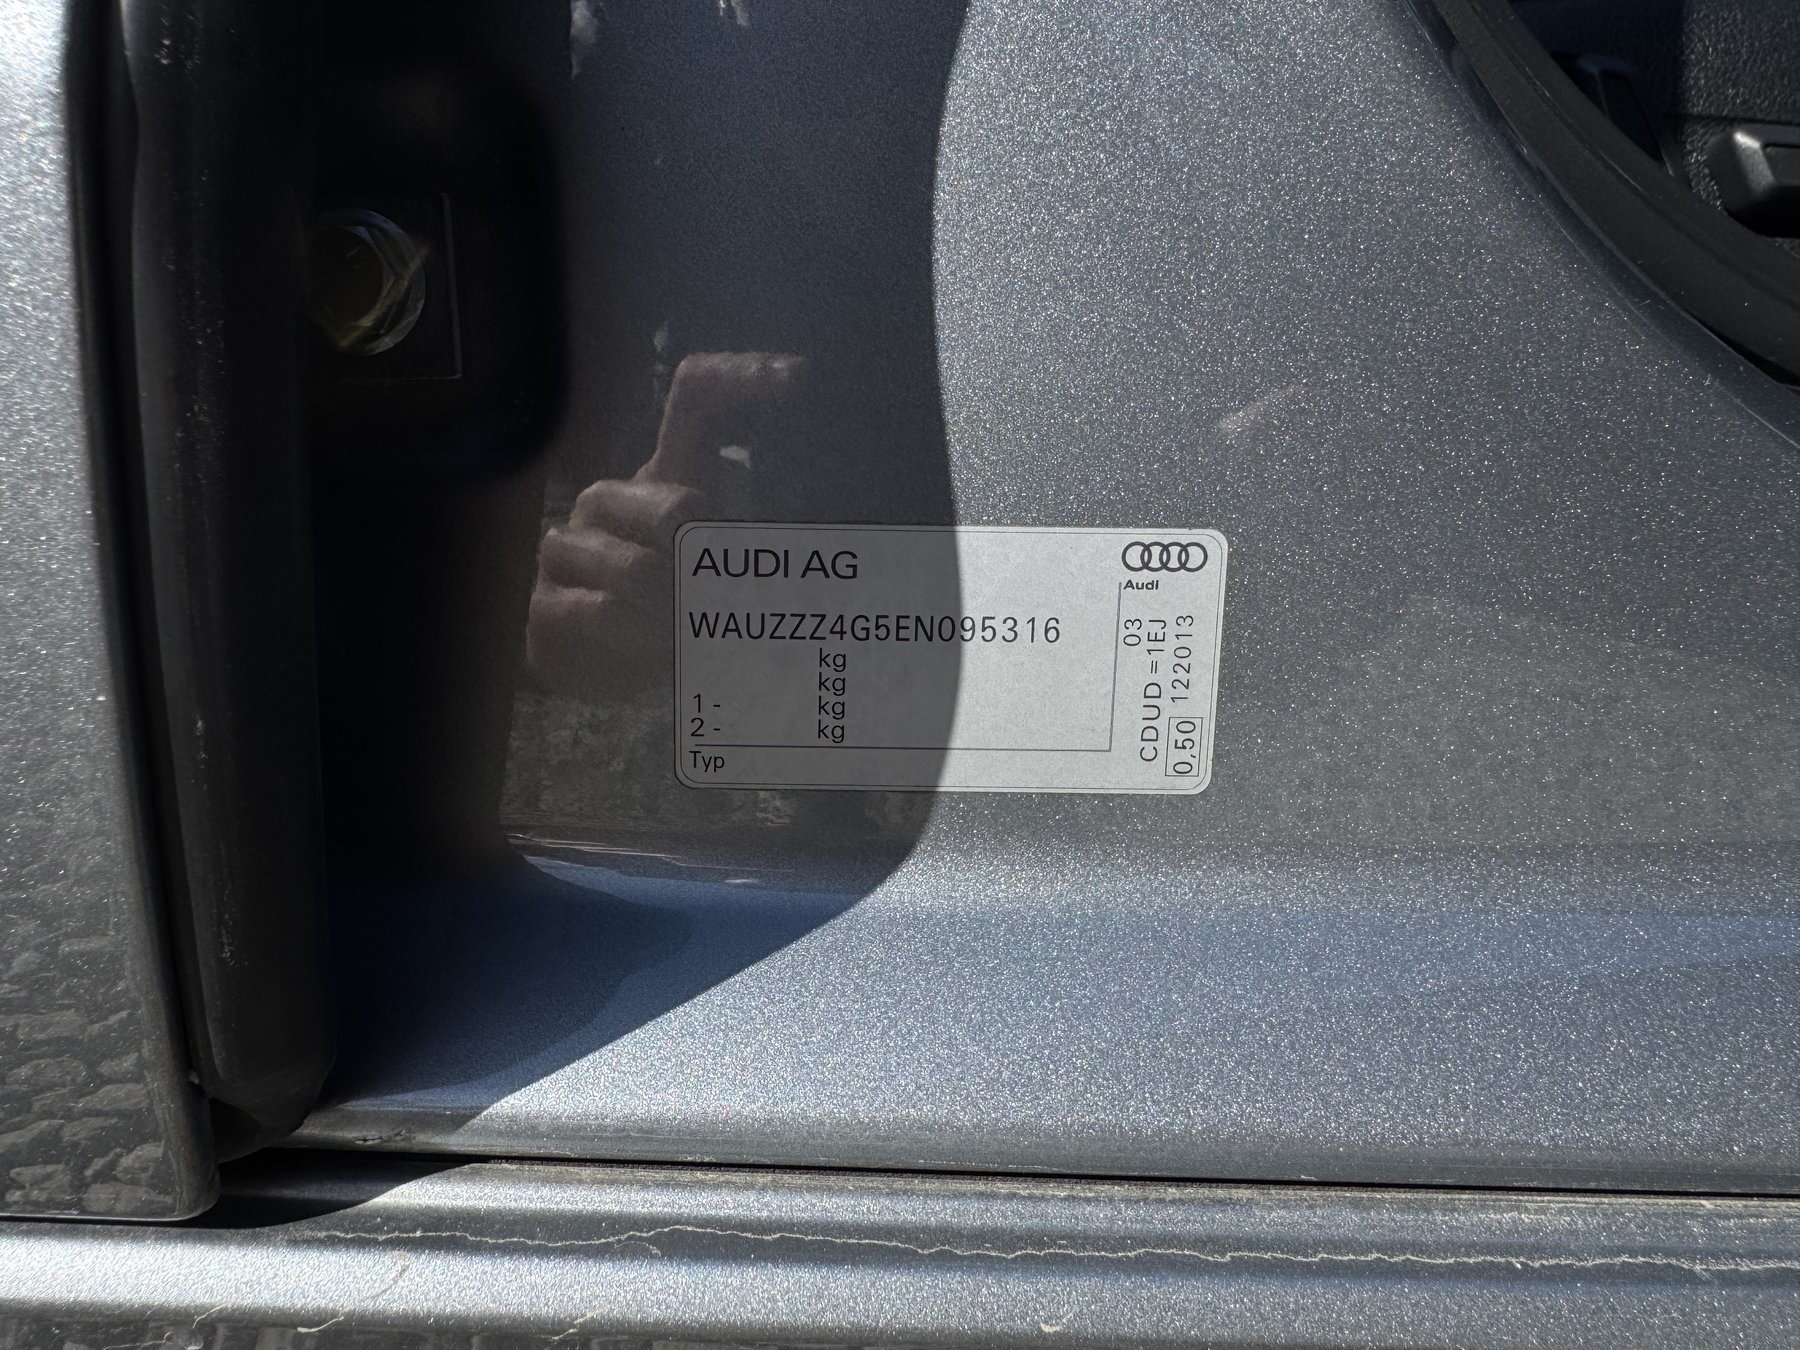 AUDI AG
Audi
WAUZZZ4G5EN095316
kg
kg
1 - kg
2 - kg
Typ
03
CDUD =1EJ
0,50 122013